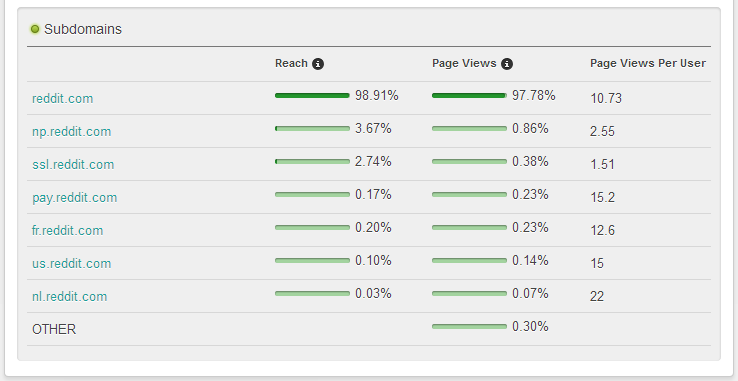 Subdomains
Reach Page Views Page Views Per User
reddit.com 98.91% 97.78% 10.73
np.reddit.com 3.67% 0.86% 2.55
ssl.reddit.com 2.74% 0.38% 1.51
pay.reddit.com 0.17% 0.23% 15.2
fr.reddit.com 0.20% 0.23% 12.6
us.reddit.com 0.10% 0.14% 15
nl.reddit.com 0.03% 0.07% 22
OTHER 0.30%